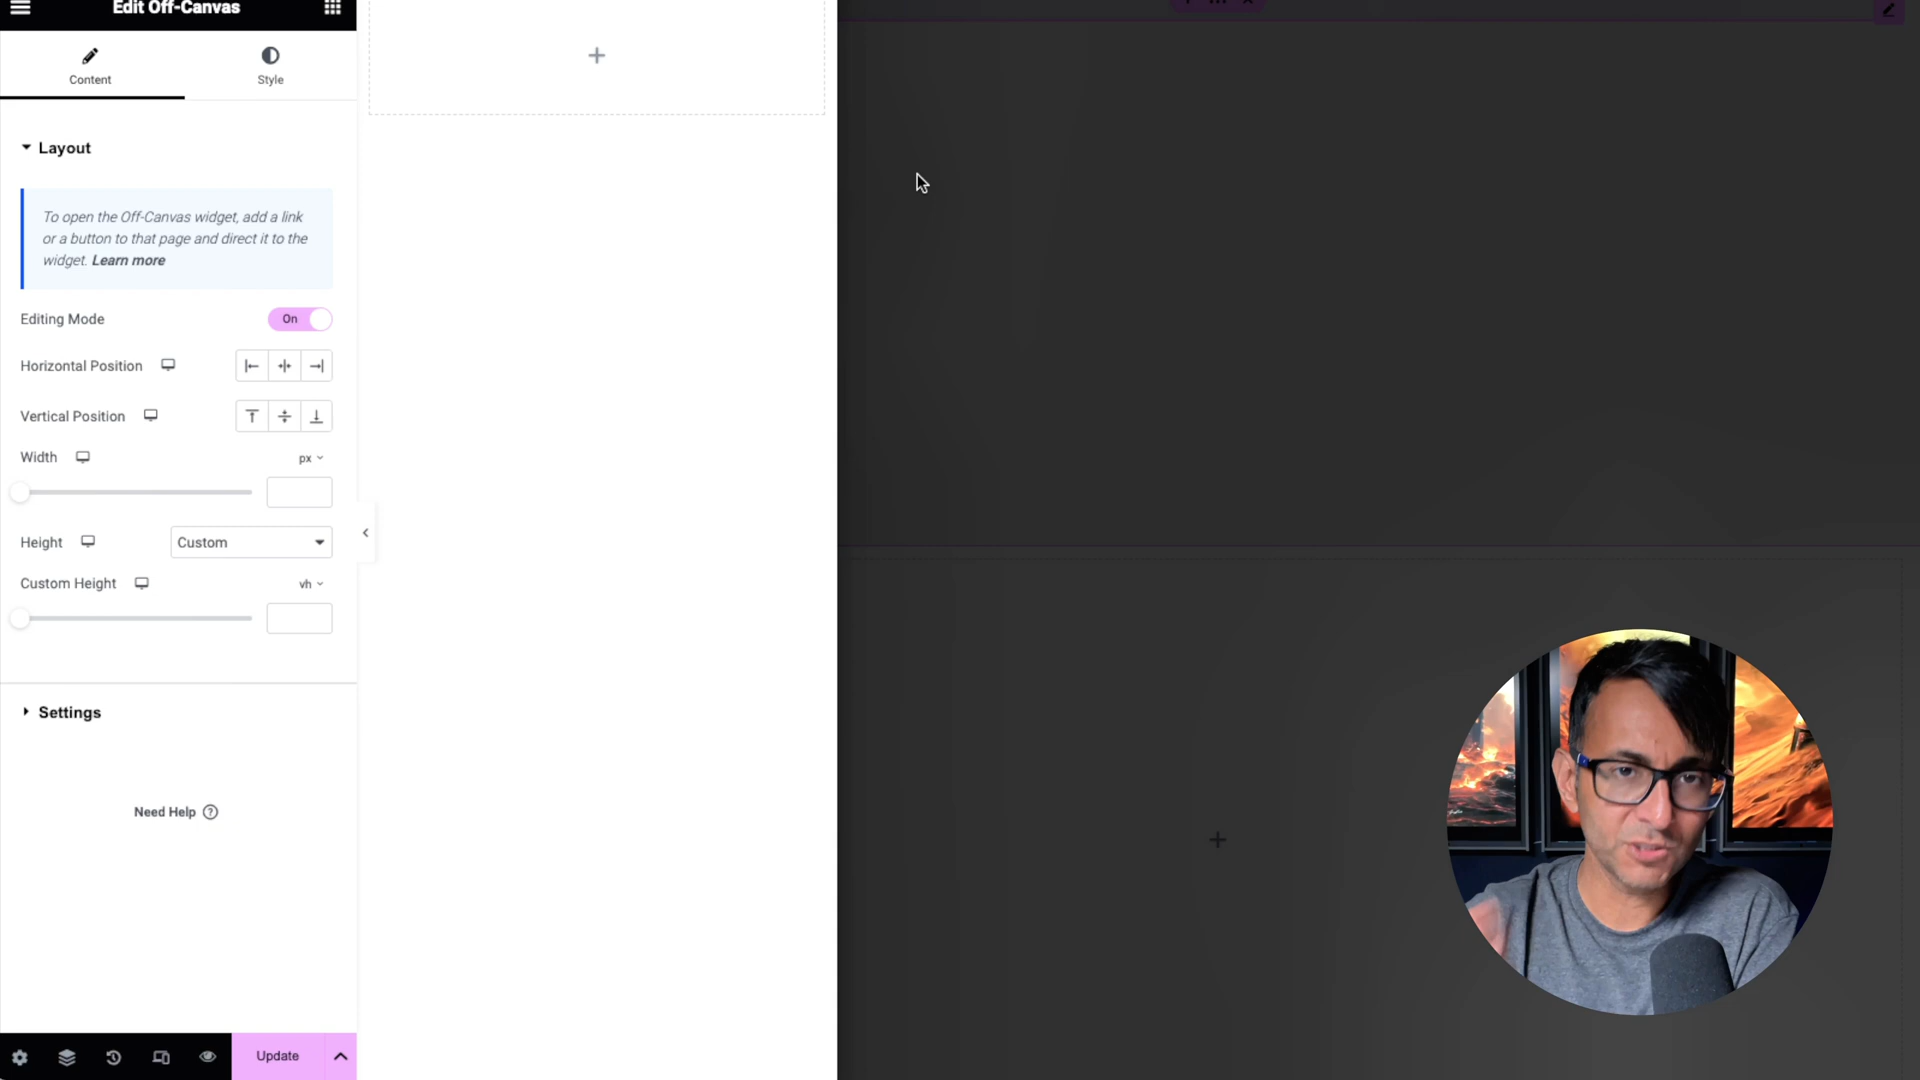 Edit Off-Canvas
Content
Style
Layout
To open the Off-Canvas widget, add a link
or a button to that page and direct it to the
widget. Learn more
Editing Mode
On
Horizontal Position
Vertical Position
Width
px
Height
Custom
Custom Height
vh
Settings
Need Help
Update